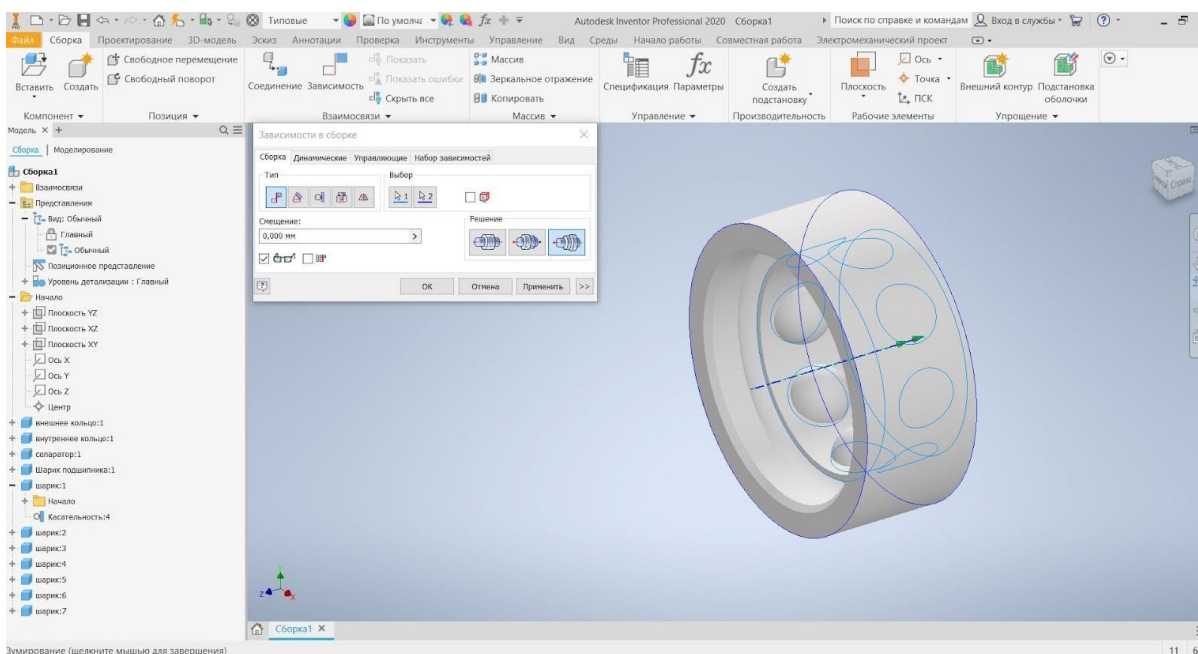 Типовые По умолча fx Autodesk Inventor Professional 2020 Сборка1 Поиск по справке и командам Вход в службы
Файл Сборка Проектирование 3D-модель Эскиз Аннотации Проверка Инструменты Управление Вид Среды Начало работы Совместная работа Электромеханический проект
Вставить Создать Свободное перемещение Свободный поворот
Соединение Зависимость Показать Показать ошибки Скрыть все
Массив Зеркальное отражение Копировать
Спецификация Параметры fx
Создать подстановку
Плоскость Ось Точка ПСК
Внешний контур Подстановка оболочки
Компонент Позиция Взаимосвязи Массив Управление Производительность Рабочие элементы Упрощение
Модель X +
Сборка | Моделирование
Сборка1
Взаимосвязи
Представления
Вид: Обычный
Главный
Обычный
Позиционное представление
Уровень детализации : Главный
Начало
Плоскость YZ
Плоскость XZ
Плоскость XY
Ось X
Ось Y
Ось Z
Центр
внешнее кольцо:1
внутреннее кольцо:1
сепаратор:1
Шарик подшипника:1
шарик:1
Начало
Касательность:4
шарик:2
шарик:3
шарик:4
шарик:5
шарик:6
шарик:7
Зависимости в сборке
Сборка Динамические Управляющие Набор зависимостей
Тип Выбор
1 2
Смещение: Решение
0,000 мм
OK Отмена Применить >>
Справа
Y
Z X
Сборка1 X
Зумирование (щелкните мышью для завершения) 11 6